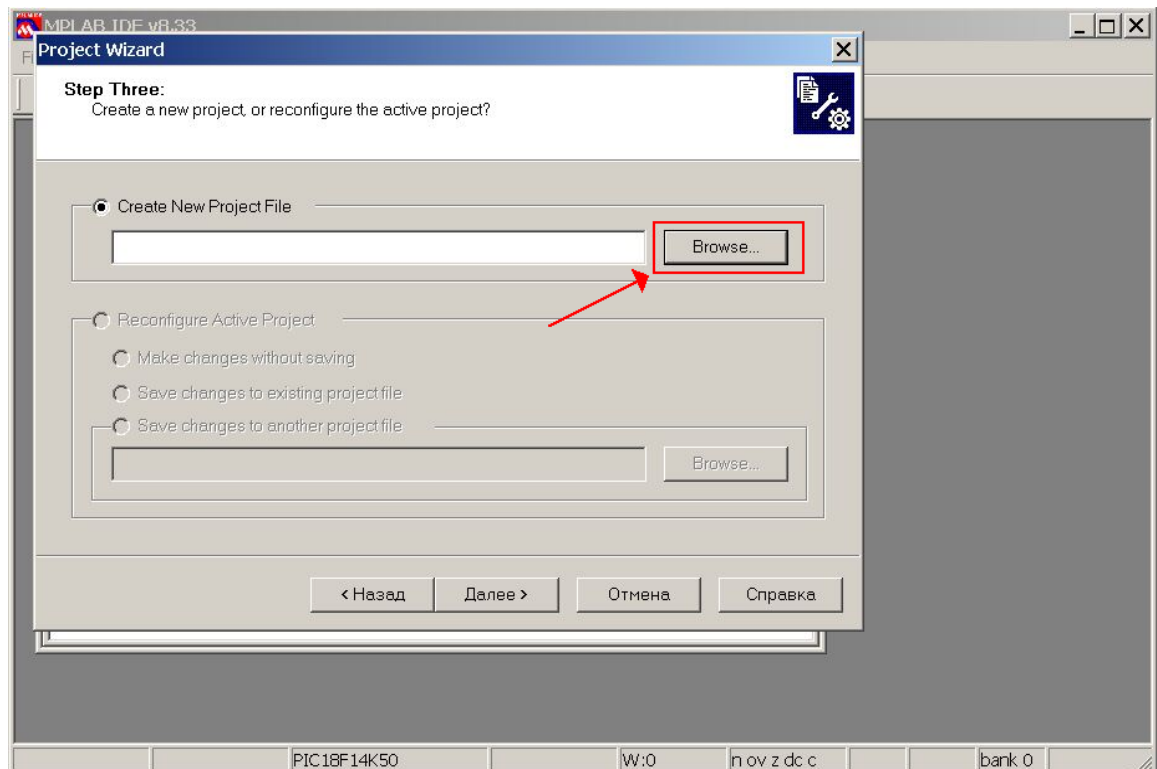 MPLAB IDE v8.33
Project Wizard
Step Three:
Create a new project, or reconfigure the active project?
Create New Project File
Browse...
Reconfigure Active Project
Make changes without saving
Save changes to existing project file
Save changes to another project file
Browse...
< Назад
Далее >
Отмена
Справка
PIC18F14K50
W:0
n ov z dc c
bank 0